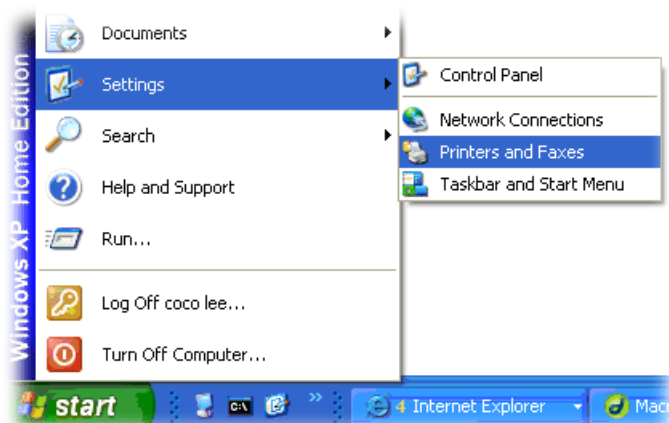 Documents
Settings
Search
Help and Support
Run...
Log Off coco lee...
Turn Off Computer...
Windows XP Home Edition
Control Panel
Network Connections
Printers and Faxes
Taskbar and Start Menu
start
C:\
4 Internet Explorer